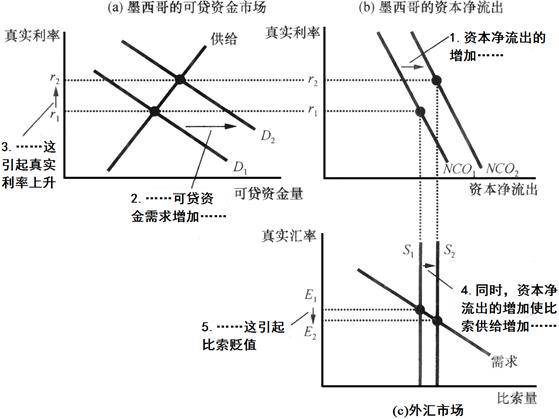 (a) 墨西哥的可贷资金市场
真实利率
供给
r₂
r₁
3. ……这
引起真实
利率上升
D₂
D₁
2. ……可贷资
金需求增加……
可贷资金量
(b) 墨西哥的资本净流出
真实利率
1. 资本净流出的
增加……
r₂
r₁
NCO₁ NCO₂
资本净流出
真实汇率
S₁ S₂
4. 同时，资本净
流出的增加使比
索供给增加……
E₁
E₂
5. ……这引起
比索贬值
需求
比索量
(c)外汇市场